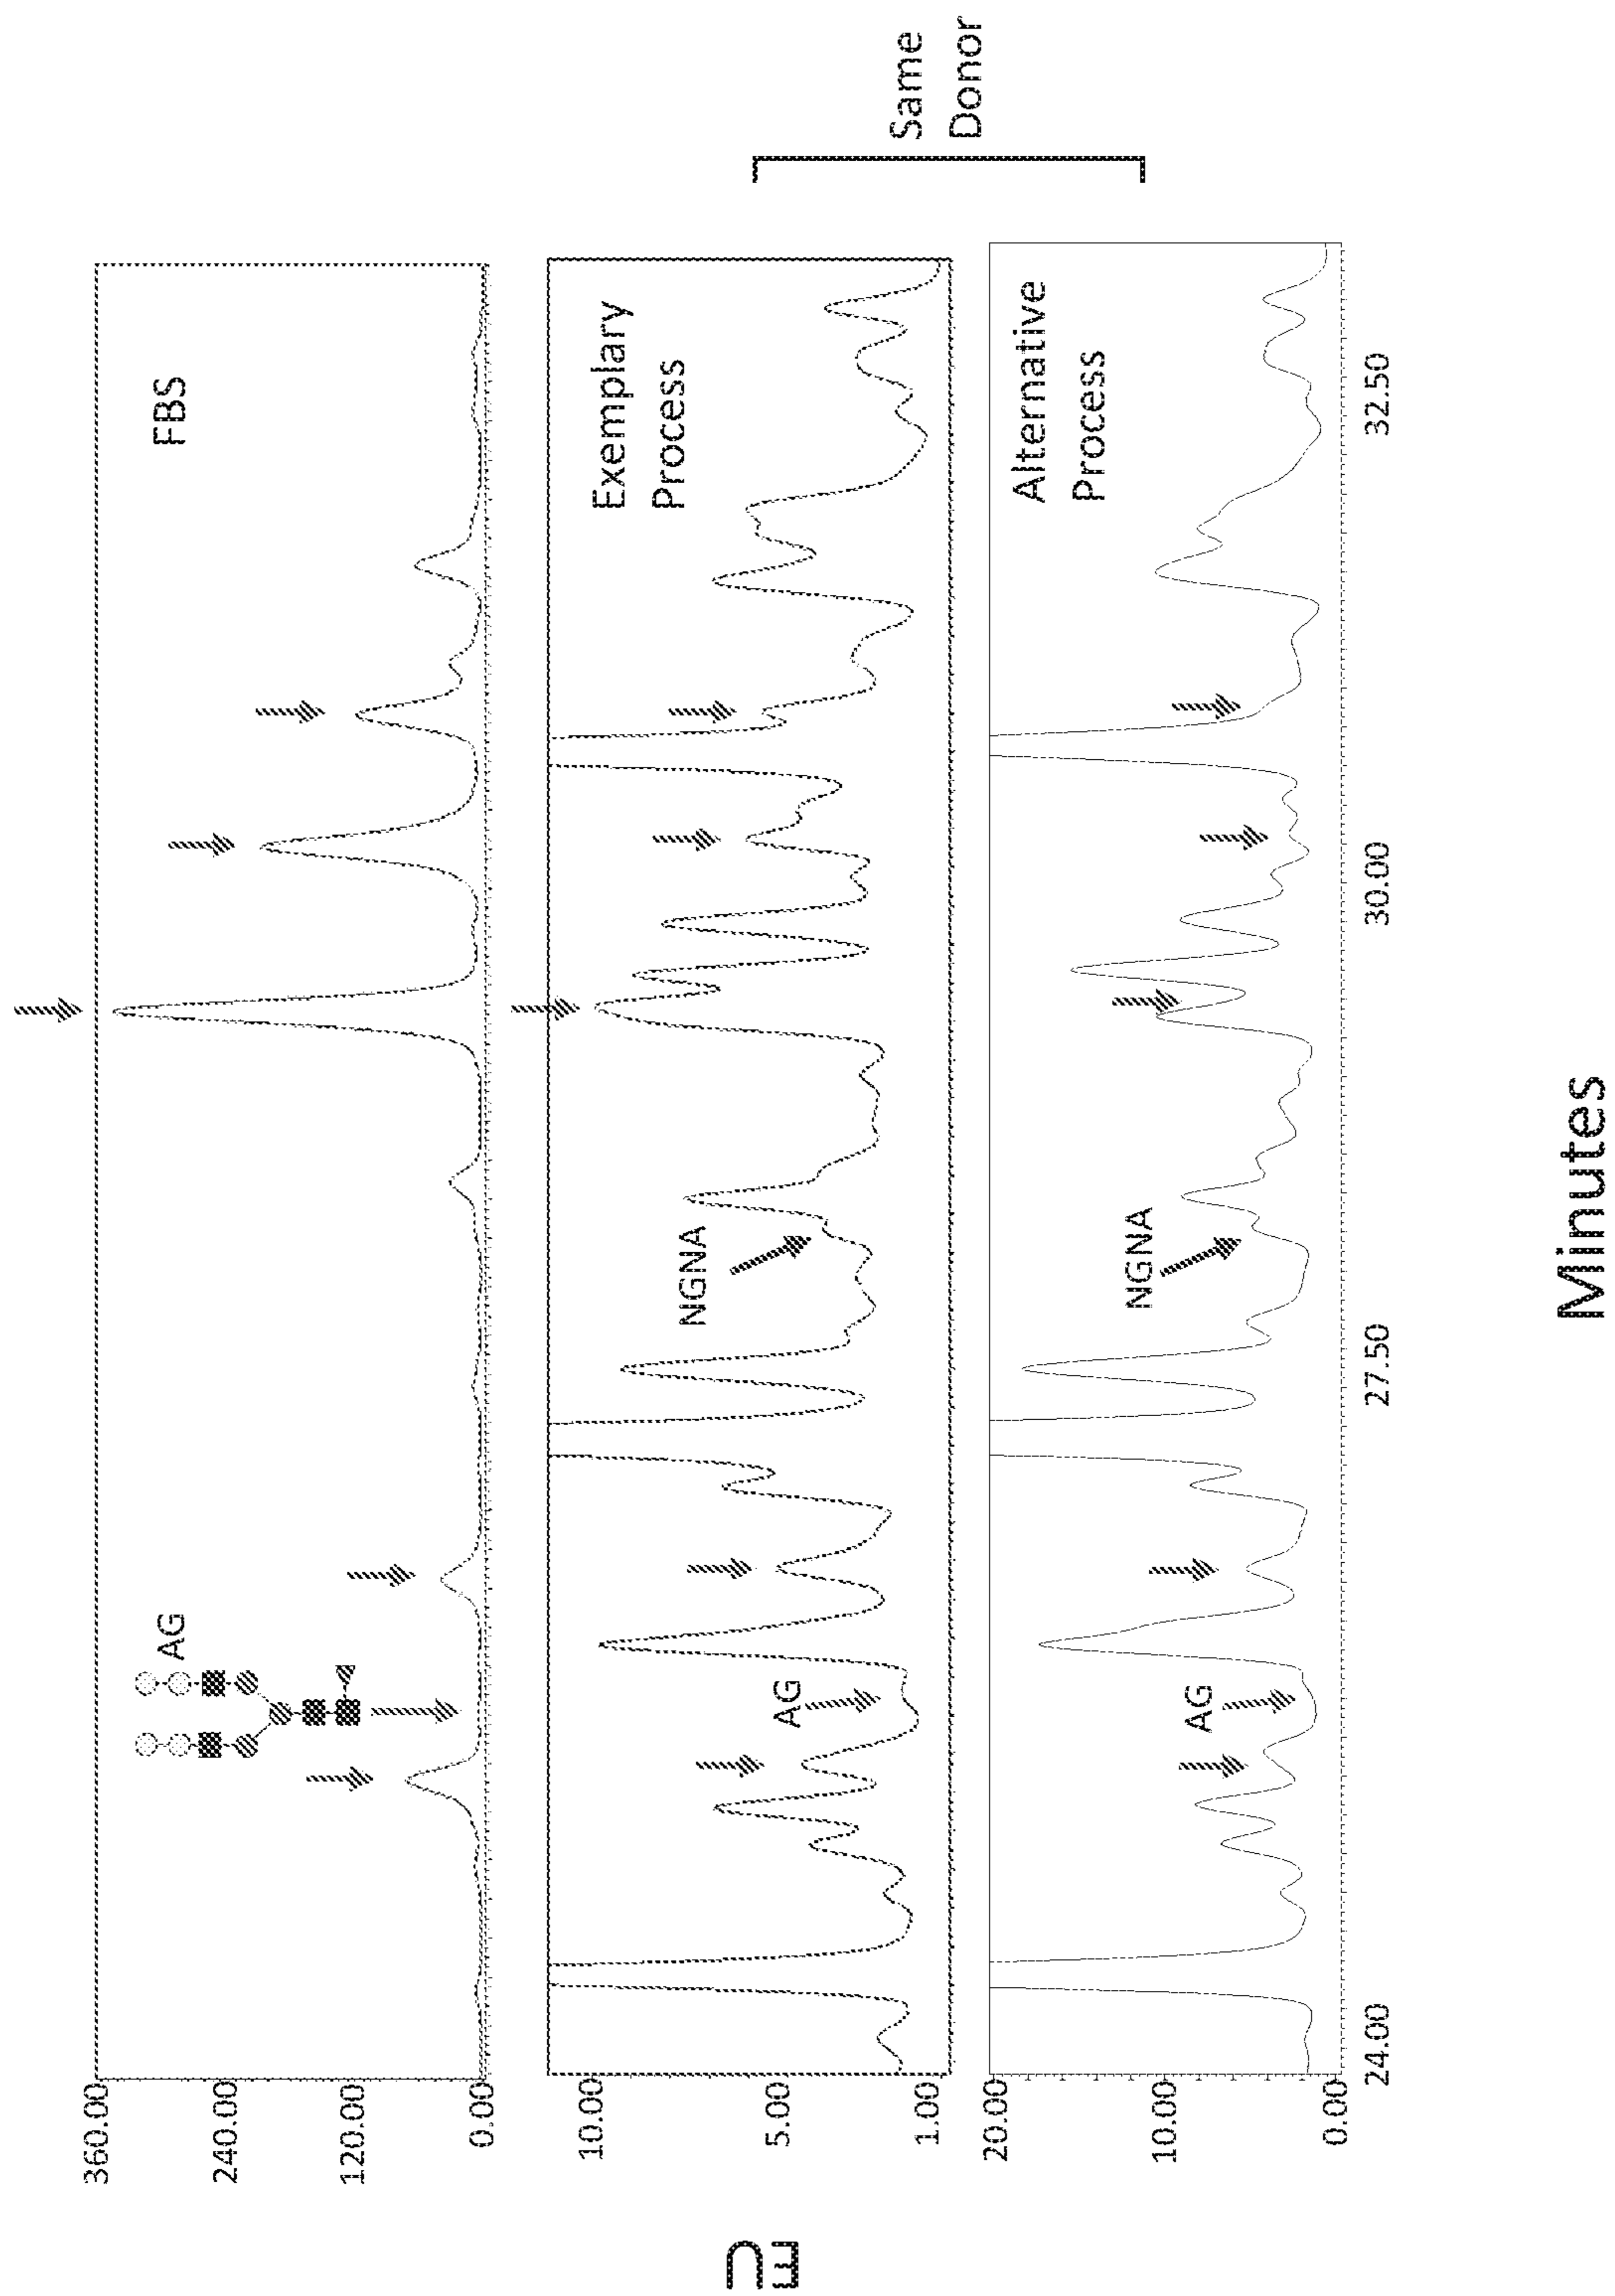 EU
360.00
240.00
120.00
0.00
AG
FBS
10.00
5.00
1.00
AG
NGNA
Exemplary
Process
20.00
10.00
0.00
AG
NGNA
Alternative
Process
Same
Donor
24.00
27.50
30.00
32.50
Minutes